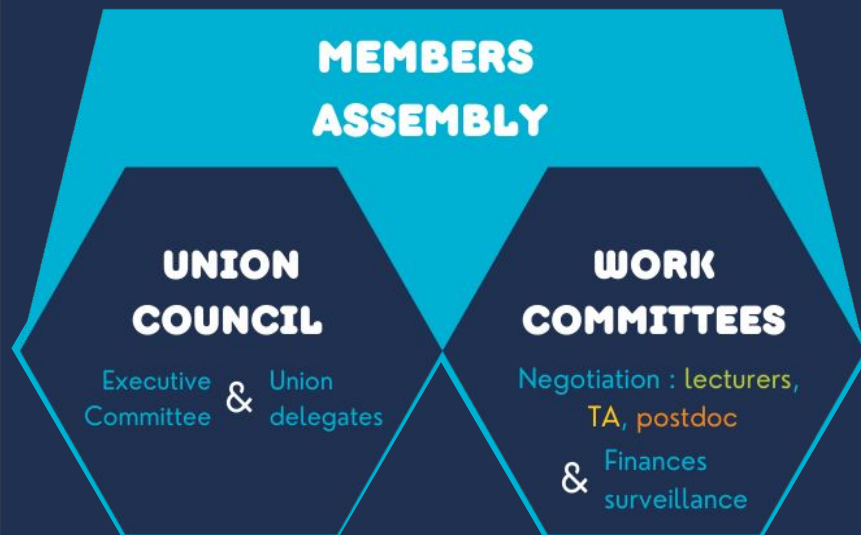 MEMBERS
ASSEMBLY
UNION
COUNCIL
Executive
Committee
&
Union
delegates
WORK
COMMITTEES
Negotiation : lecturers,
TA, postdoc
&
Finances
surveillance